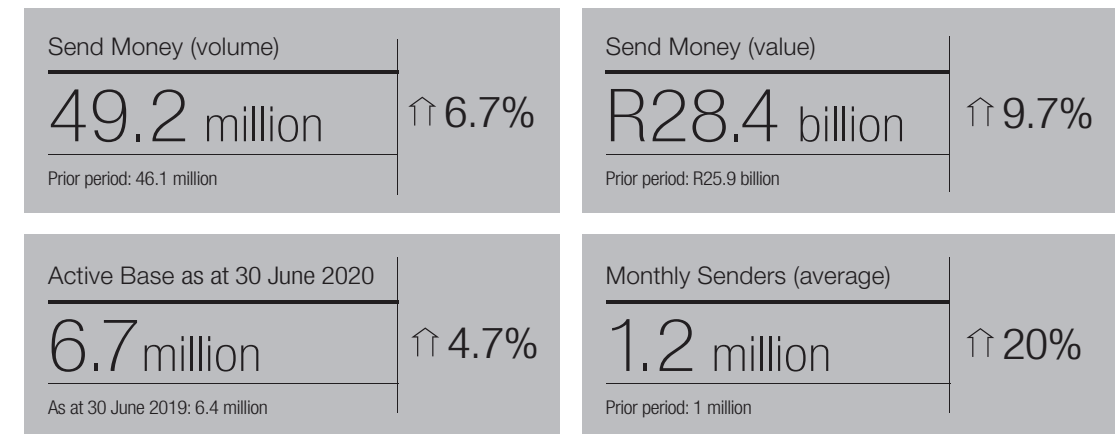 Send Money (volume)
49.2 million
⇑ 6.7%
Prior period: 46.1 million
Send Money (value)
R28.4 billion
⇑ 9.7%
Prior period: R25.9 billion
Active Base as at 30 June 2020
6.7 million
⇑ 4.7%
As at 30 June 2019: 6.4 million
Monthly Senders (average)
1.2 million
⇑ 20%
Prior period: 1 million